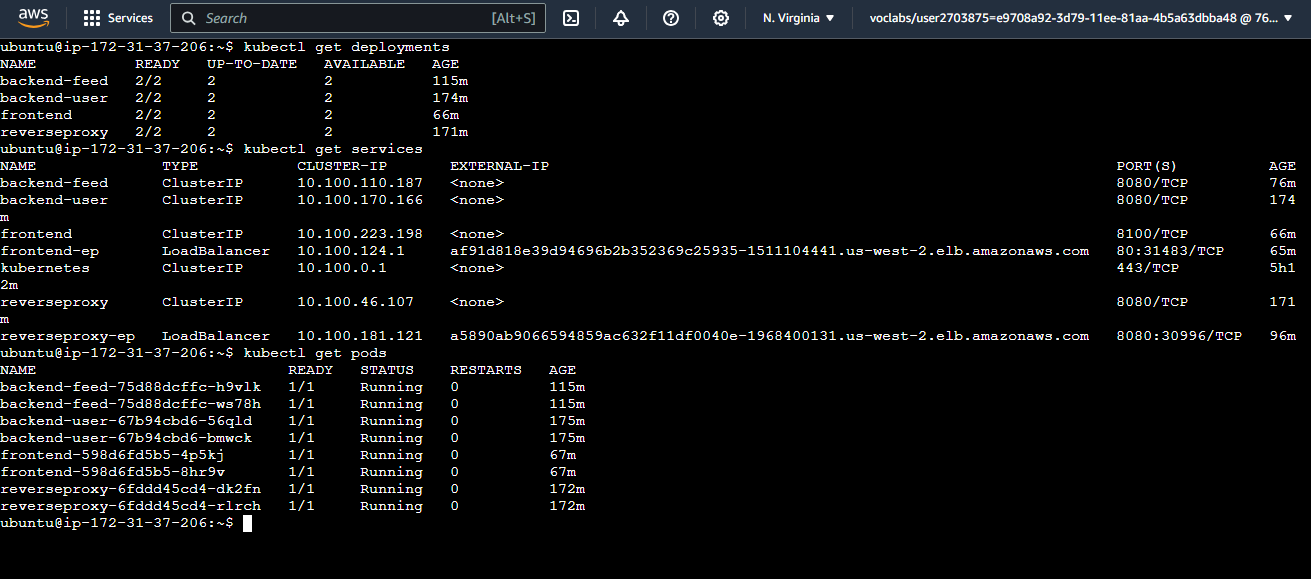 aws Services Search [Alt+S] N. Virginia voclabs/user2703875=e9708a92-3d79-11ee-81aa-4b5a63dbba48 @ 76...
ubuntu@ip-172-31-37-206:~$ kubectl get deployments
NAME READY UP-TO-DATE AVAILABLE AGE
backend-feed 2/2 2 2 115m
backend-user 2/2 2 2 174m
frontend 2/2 2 2 66m
reverseproxy 2/2 2 2 171m
ubuntu@ip-172-31-37-206:~$ kubectl get services
NAME TYPE CLUSTER-IP EXTERNAL-IP PORT(S) AGE
backend-feed ClusterIP 10.100.110.187 <none> 8080/TCP 76m
backend-user ClusterIP 10.100.170.166 <none> 8080/TCP 174
m
frontend ClusterIP 10.100.223.198 <none> 8100/TCP 66m
frontend-ep LoadBalancer 10.100.124.1 af91d818e39d94696b2b352369c25935-1511104441.us-west-2.elb.amazonaws.com 80:31483/TCP 65m
kubernetes ClusterIP 10.100.0.1 <none> 443/TCP 5h1
2m
reverseproxy ClusterIP 10.100.46.107 <none> 8080/TCP 171
m
reverseproxy-ep LoadBalancer 10.100.181.121 a5890ab9066594859ac632f11df0040e-1968400131.us-west-2.elb.amazonaws.com 8080:30996/TCP 96m
ubuntu@ip-172-31-37-206:~$ kubectl get pods
NAME READY STATUS RESTARTS AGE
backend-feed-75d88dcffc-h9vlk 1/1 Running 0 115m
backend-feed-75d88dcffc-ws78h 1/1 Running 0 115m
backend-user-67b94cbd6-56qld 1/1 Running 0 175m
backend-user-67b94cbd6-bmwck 1/1 Running 0 175m
frontend-598d6fd5b5-4p5kj 1/1 Running 0 67m
frontend-598d6fd5b5-8hr9v 1/1 Running 0 67m
reverseproxy-6fddd45cd4-dk2fn 1/1 Running 0 172m
reverseproxy-6fddd45cd4-rlrch 1/1 Running 0 172m
ubuntu@ip-172-31-37-206:~$